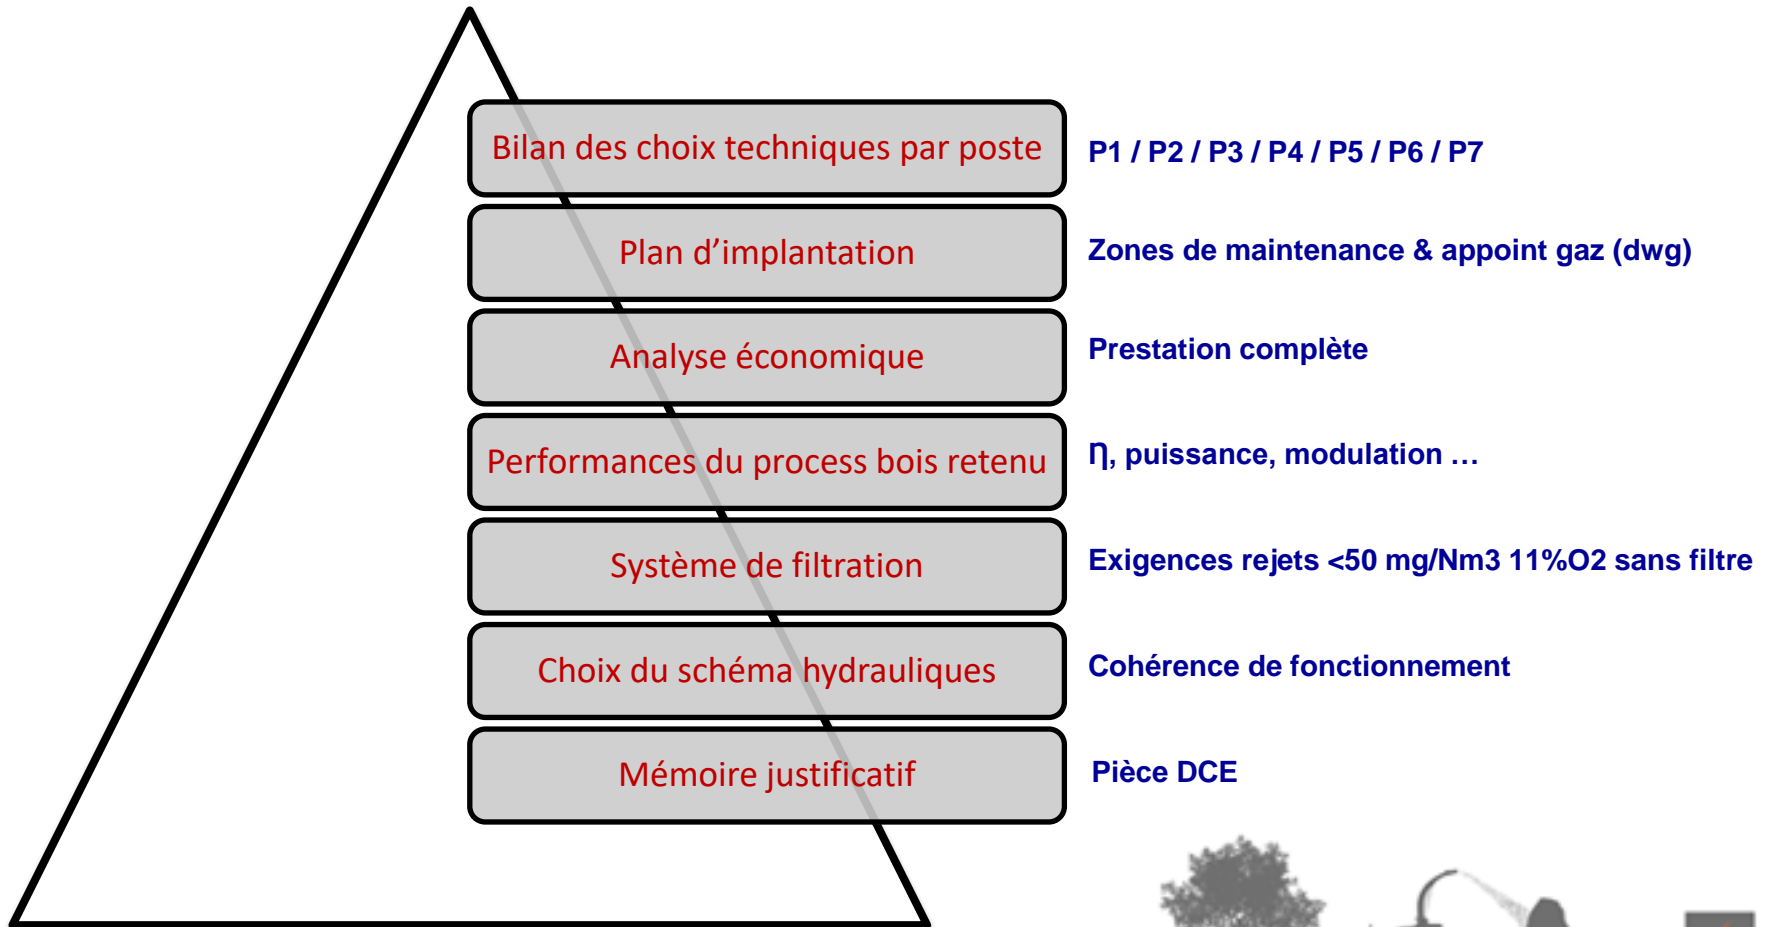 Bilan des choix techniques par poste P1 / P2 / P3 / P4 / P5 / P6 / P7
Plan d’implantation Zones de maintenance & appoint gaz (dwg)
Analyse économique Prestation complète
Performances du process bois retenu Ƞ, puissance, modulation …
Système de filtration Exigences rejets <50 mg/Nm3 11%O2 sans filtre
Choix du schéma hydrauliques Cohérence de fonctionnement
Mémoire justificatif Pièce DCE